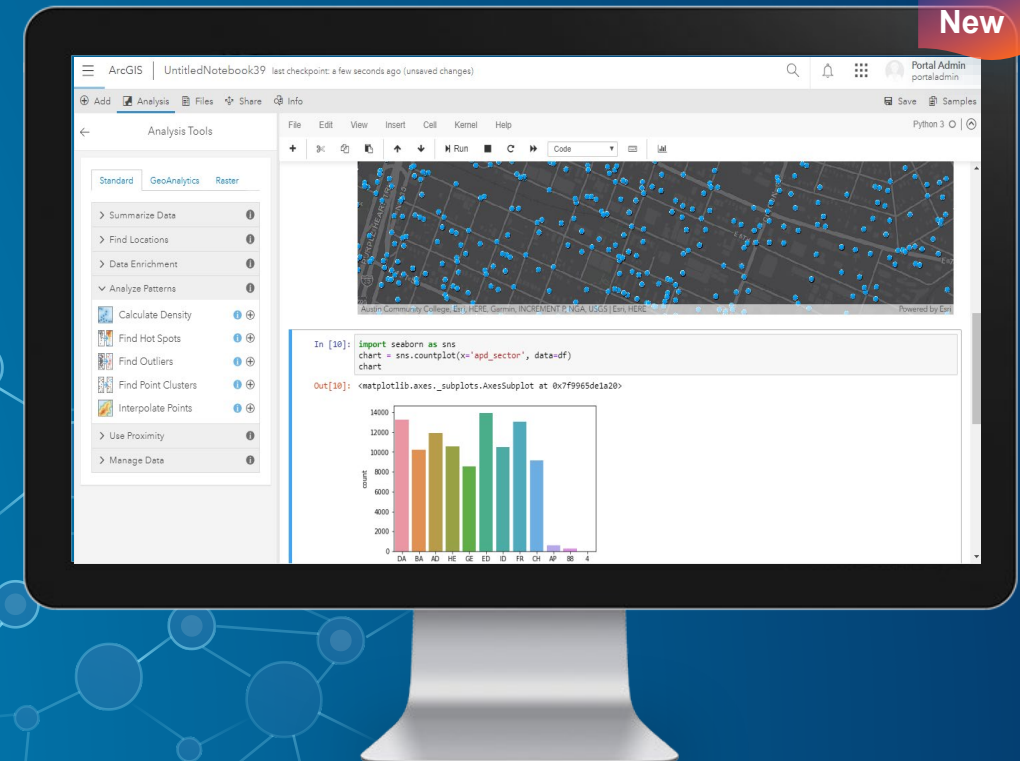 New
ArcGIS UntitledNotebook39 last checkpoint: a few seconds ago (unsaved changes)
Portal Admin
portaladmin
Add Analysis Files Share Info Save Samples
Analysis Tools
File Edit View Insert Cell Kernel Help Python 3
Run Code
Standard GeoAnalytics Raster
Summarize Data
Find Locations
Data Enrichment
Analyze Patterns
Calculate Density
Find Hot Spots
Find Outliers
Find Point Clusters
Interpolate Points
Use Proximity
Manage Data
Austin Community College, Esri, HERE, Garmin, INCREMENT P, NGA, USGS | Esri, HERE Powered by Esri
In [10]: import seaborn as sns
chart = sns.countplot(x='apd_sector', data=df)
chart
Out[10]: <matplotlib.axes._subplots.AxesSubplot at 0x7f9965de1a20>
14000
12000
10000
8000
6000
4000
2000
0
count
DA BA AD HE GE ED ID FR CH AP 88 4